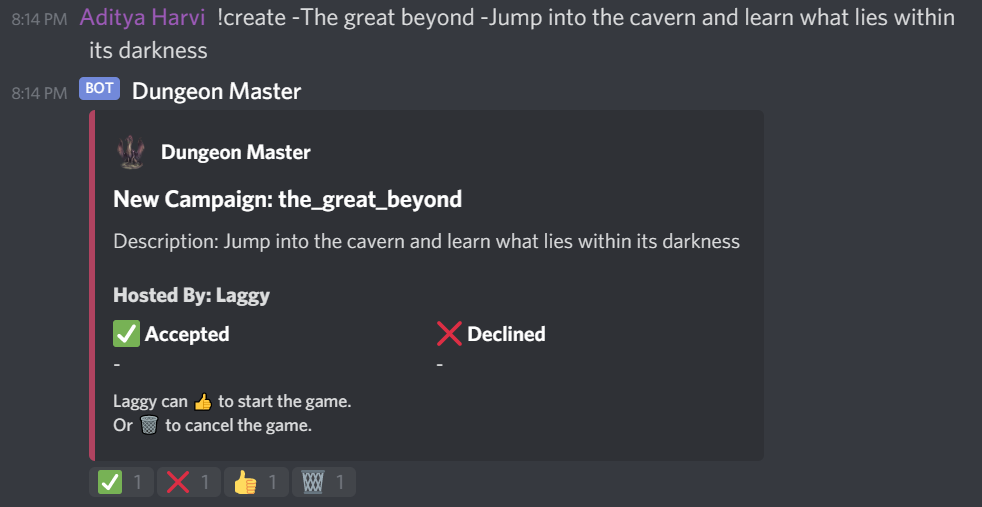 8:14 PM Aditya Harvi !create -The great beyond -Jump into the cavern and learn what lies within
its darkness
8:14 PM BOT Dungeon Master
Dungeon Master
New Campaign: the_great_beyond
Description: Jump into the cavern and learn what lies within its darkness
Hosted By: Laggy
✅ Accepted ❌ Declined
- -
Laggy can 👍 to start the game.
Or 🗑️ to cancel the game.
✅ 1 ❌ 1 👍 1 🗑️ 1